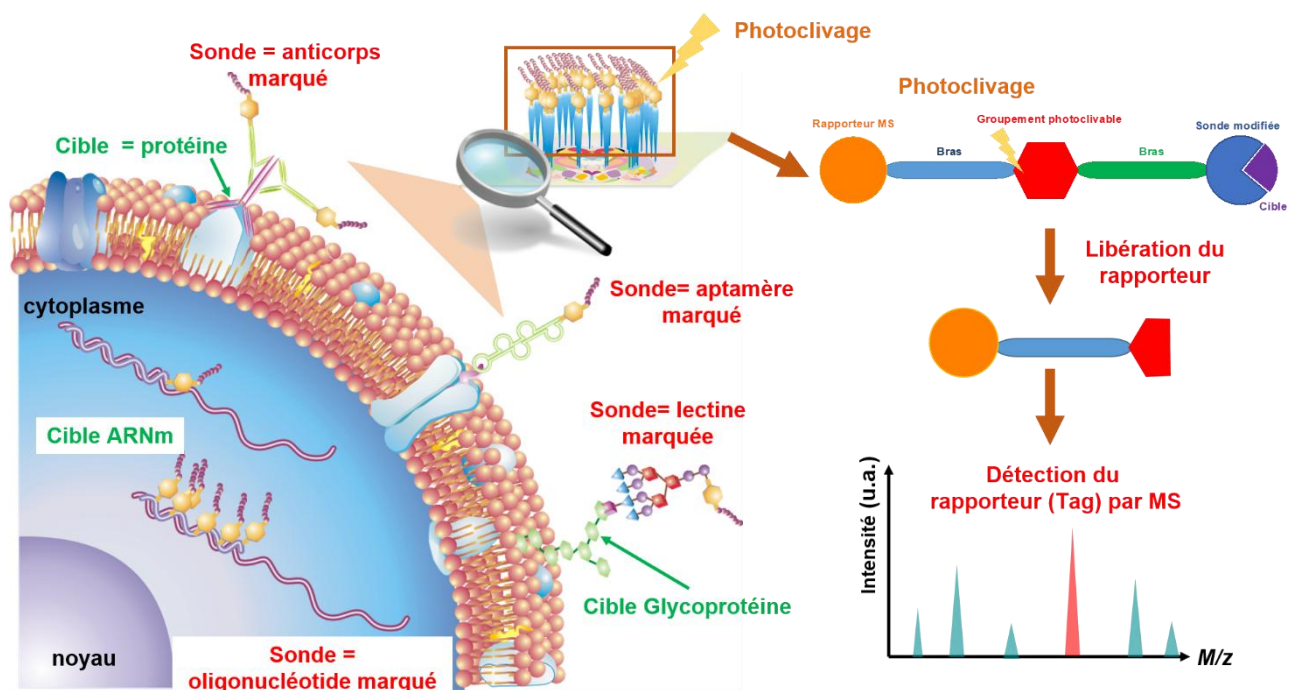 Sonde = anticorps
marqué
Cible = protéine
Photoclivage
Photoclivage
Rapporteur MS
Groupement photoclivable
Sonde modifiée
Bras
Bras
Cible
Libération du
rapporteur
cytoplasme
Sonde= aptamère
marqué
Cible ARNm
Sonde= lectine
marquée
Cible Glycoprotéine
noyau
Sonde =
oligonucléotide marqué
Détection du
rapporteur (Tag) par MS
Intensité (u.a.)
M/z